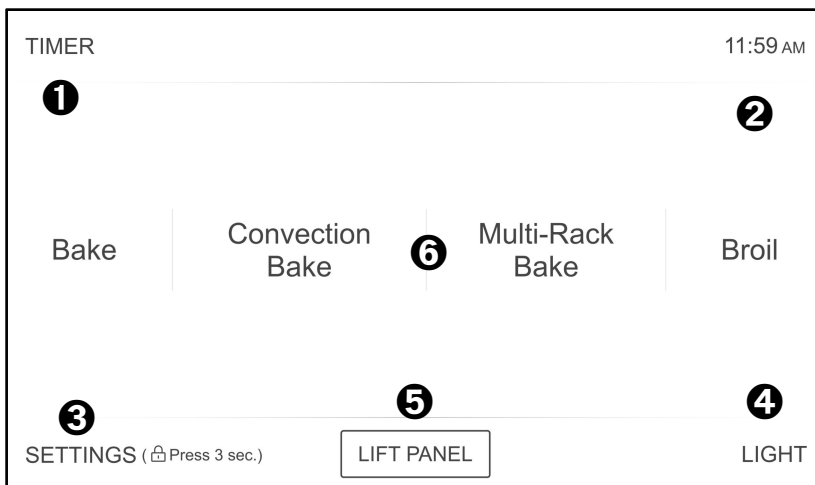 TIMER 11:59 AM
❶
❷
Bake Convection Bake ❻ Multi-Rack Bake Broil
❸ ❺ ❹
SETTINGS (Press 3 sec.) LIFT PANEL LIGHT